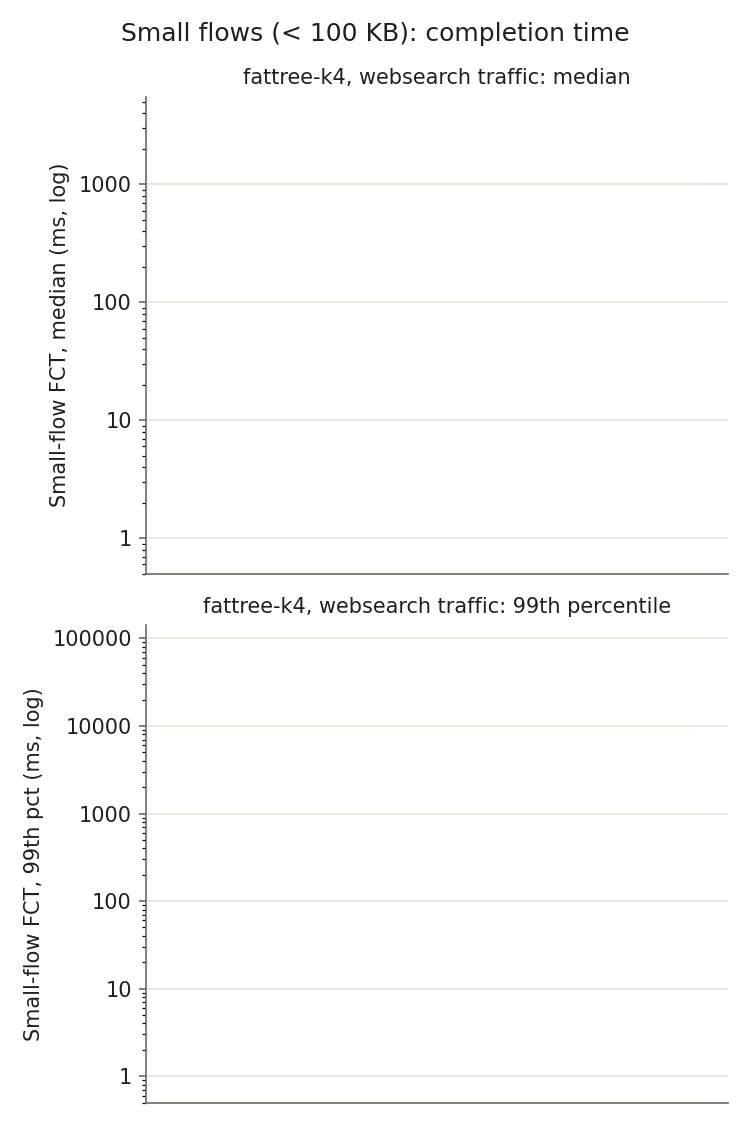 Small flows (< 100 KB): completion time
fattree-k4, websearch traffic: median
Small-flow FCT, median (ms, log)
1000
100
10
1
fattree-k4, websearch traffic: 99th percentile
Small-flow FCT, 99th pct (ms, log)
100000
10000
1000
100
10
1